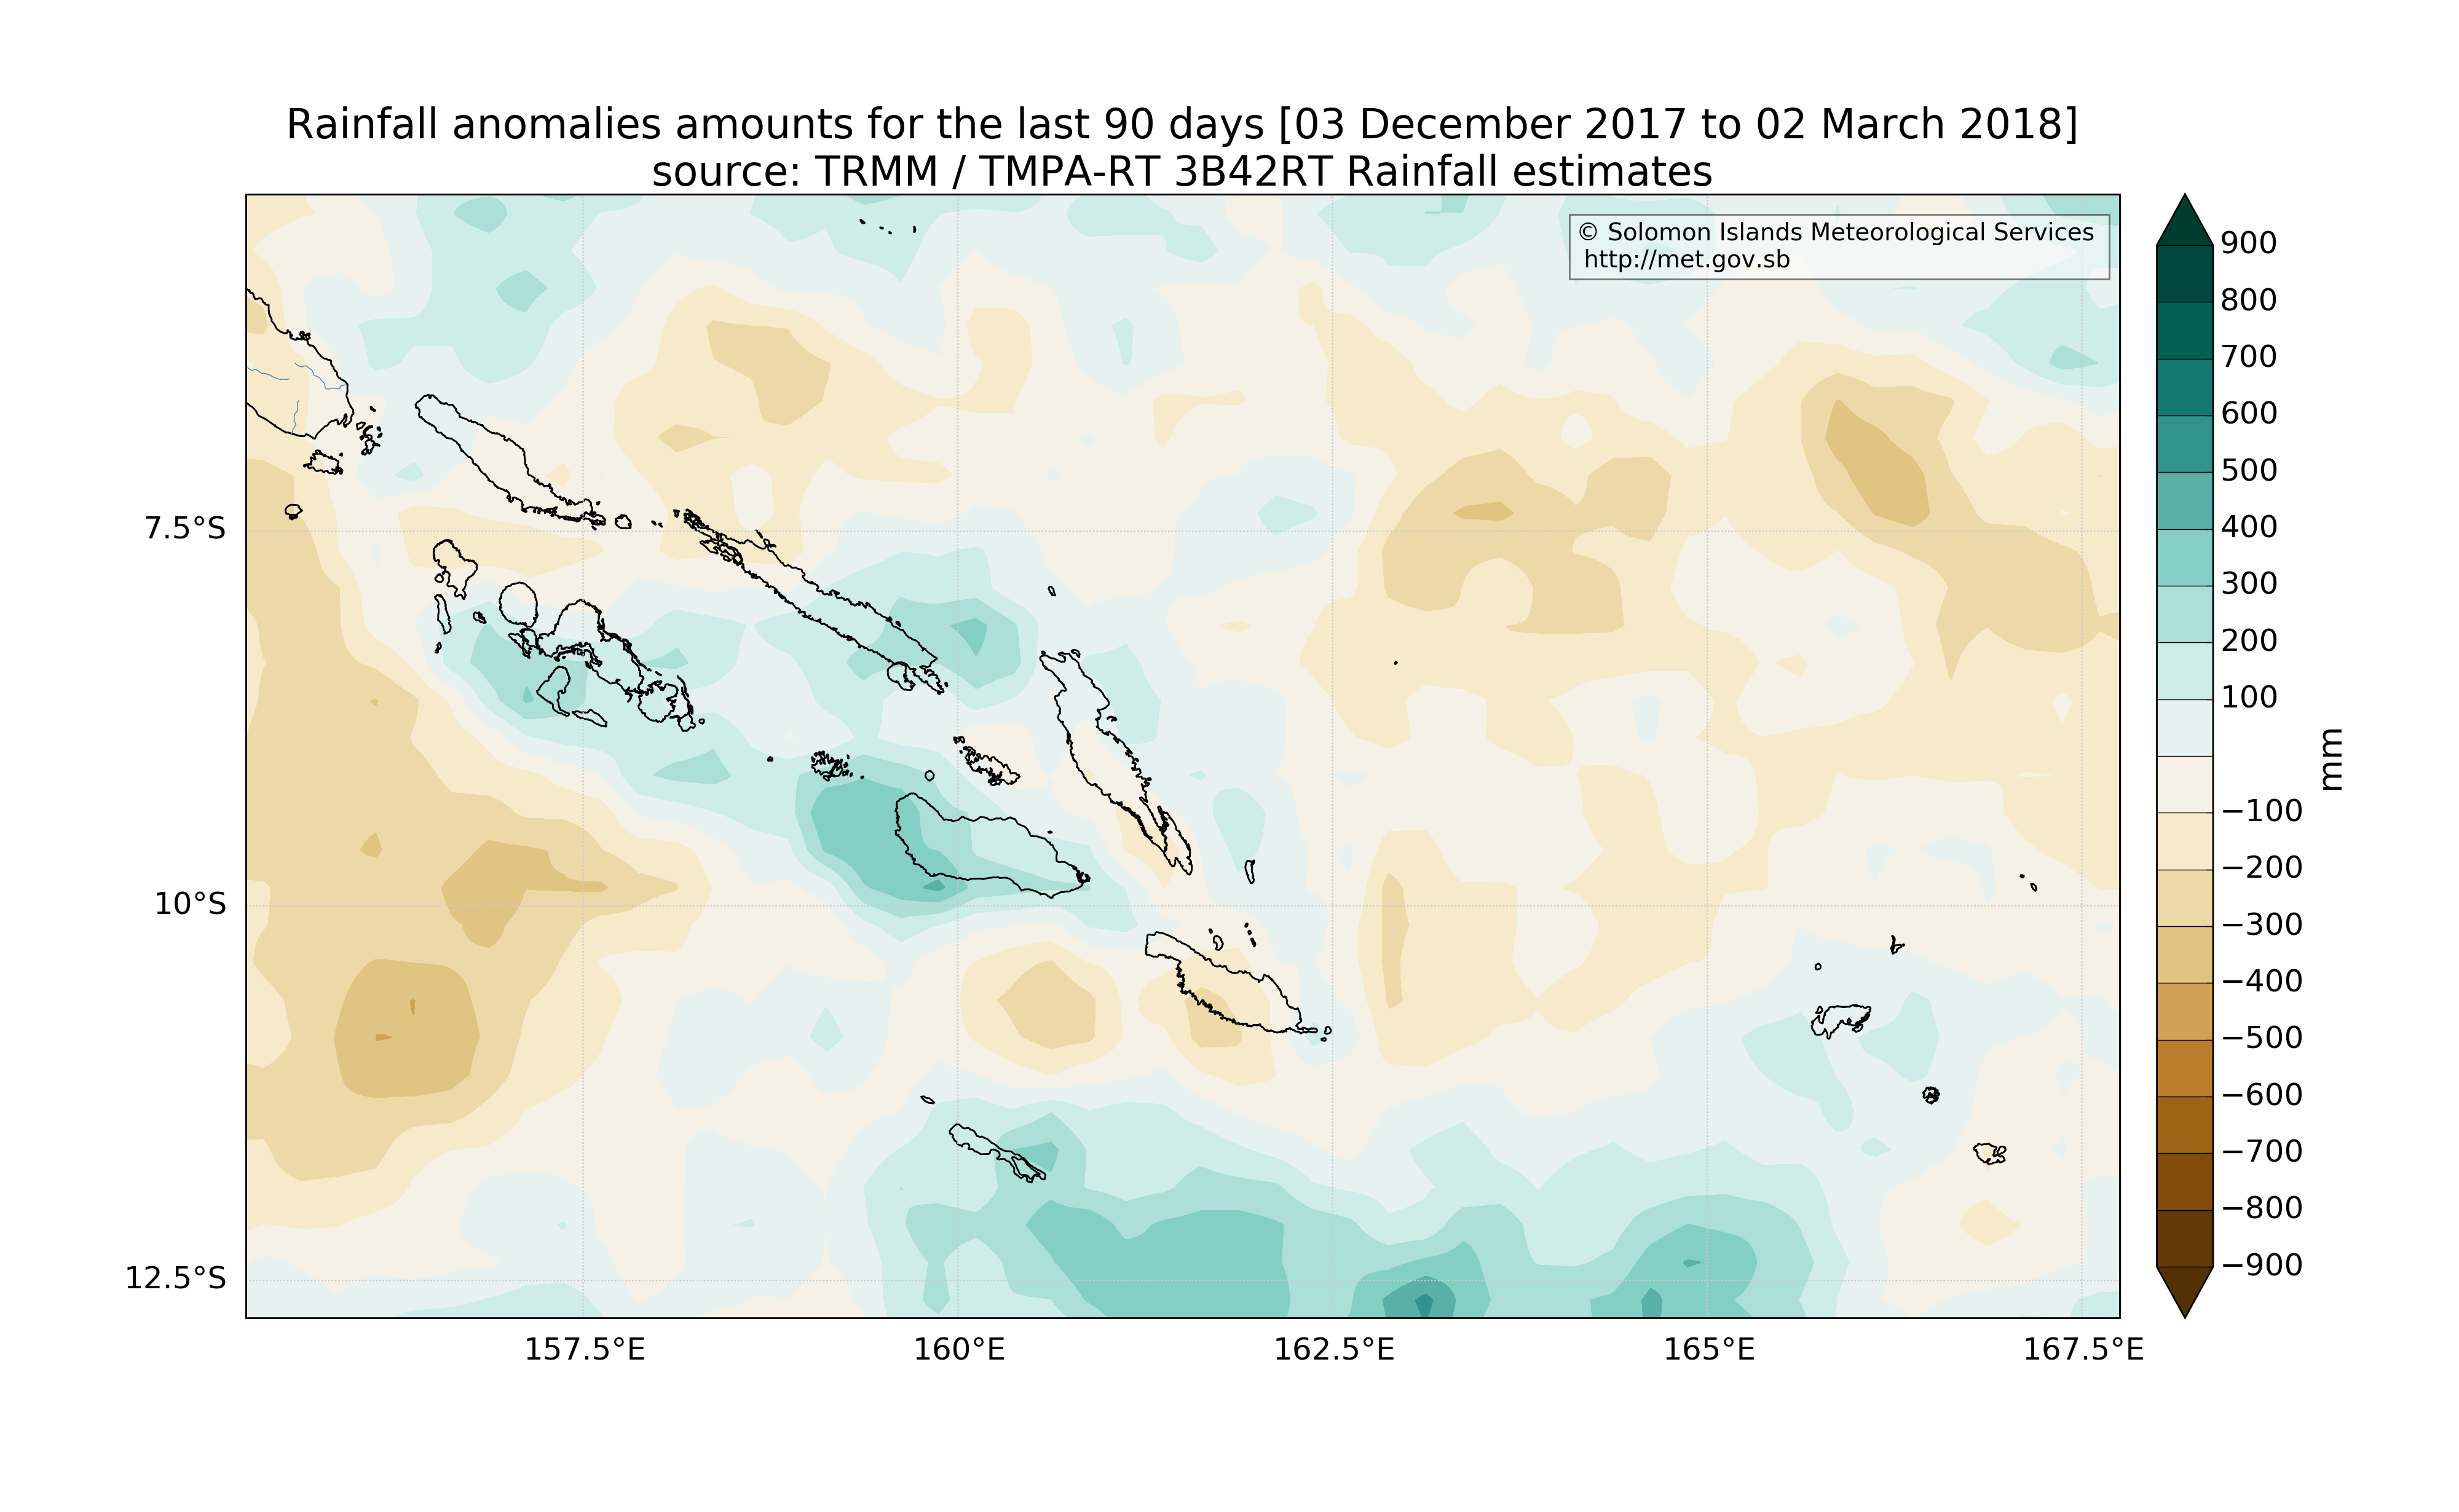 Rainfall anomalies amounts for the last 90 days [03 December 2017 to 02 March 2018]
source: TRMM / TMPA-RT 3B42RT Rainfall estimates
© Solomon Islands Meteorological Services
http://met.gov.sb
7.5°S
10°S
12.5°S
157.5°E
160°E
162.5°E
165°E
167.5°E
900
800
700
600
500
400
300
200
100
−100
−200
−300
−400
−500
−600
−700
−800
−900
mm